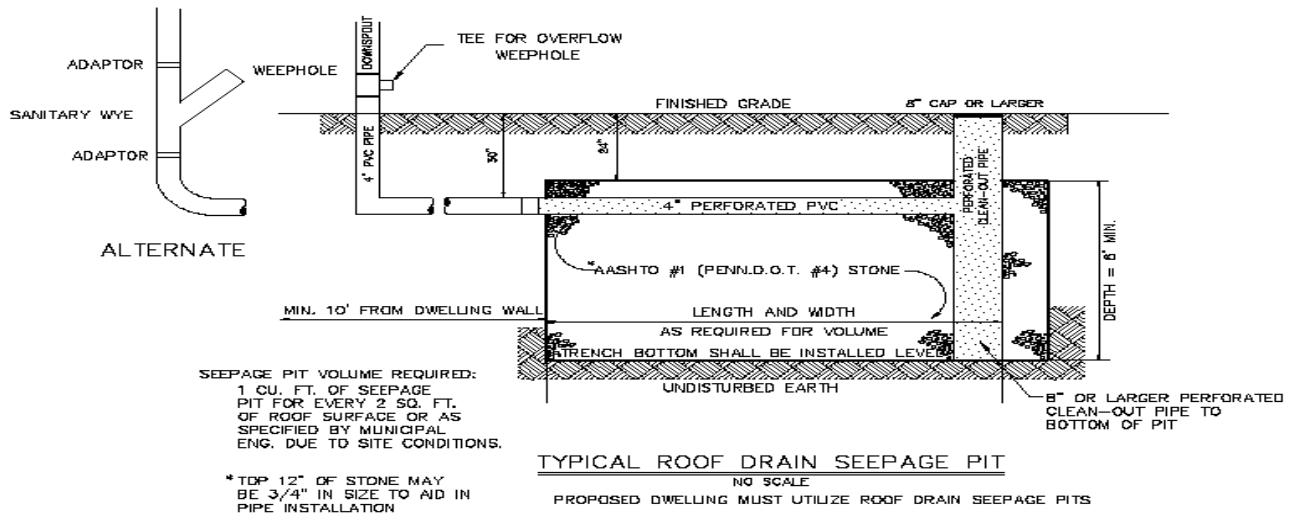 ADAPTOR
WEEPHOLE
SANITARY WYE
ADAPTOR
ALTERNATE
DOWNSPOUT
4" PVC PIPE
TEE FOR OVERFLOW
WEEPHOLE
FINISHED GRADE
8" CAP OR LARGER
30"
24"
PERFORATED
CLEAN-OUT PIPE
4" PERFORATED PVC
*AASHTO #1 (PENN.D.O.T. #4) STONE
DEPTH = 6" MIN.
MIN. 10' FROM DWELLING WALL
LENGTH AND WIDTH
AS REQUIRED FOR VOLUME
TRENCH BOTTOM SHALL BE INSTALLED LEVEL
UNDISTURBED EARTH
8" OR LARGER PERFORATED
CLEAN-OUT PIPE TO
BOTTOM OF PIT
SEEPAGE PIT VOLUME REQUIRED:
1 CU. FT. OF SEEPAGE
PIT FOR EVERY 2 SQ. FT.
OF ROOF SURFACE OR AS
SPECIFIED BY MUNICIPAL
ENG. DUE TO SITE CONDITIONS.
*TOP 12" OF STONE MAY
BE 3/4" IN SIZE TO AID IN
PIPE INSTALLATION
TYPICAL ROOF DRAIN SEEPAGE PIT
NO SCALE
PROPOSED DWELLING MUST UTILIZE ROOF DRAIN SEEPAGE PITS